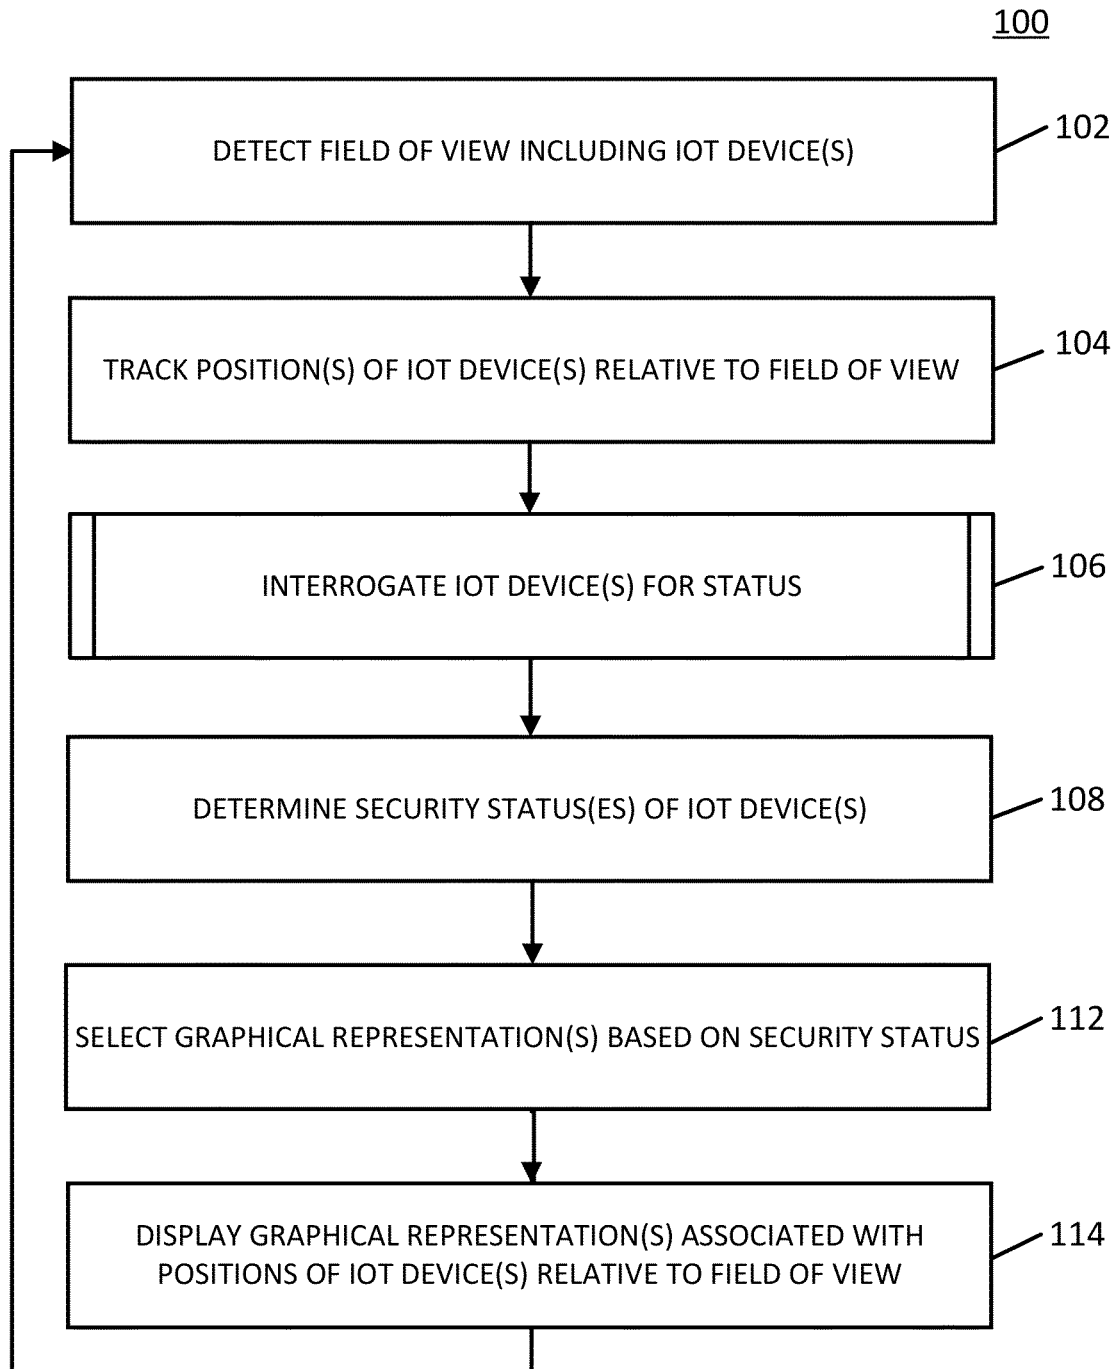 100
DETECT FIELD OF VIEW INCLUDING IOT DEVICE(S)
102
TRACK POSITION(S) OF IOT DEVICE(S) RELATIVE TO FIELD OF VIEW
104
INTERROGATE IOT DEVICE(S) FOR STATUS
106
DETERMINE SECURITY STATUS(ES) OF IOT DEVICE(S)
108
SELECT GRAPHICAL REPRESENTATION(S) BASED ON SECURITY STATUS
112
DISPLAY GRAPHICAL REPRESENTATION(S) ASSOCIATED WITH
POSITIONS OF IOT DEVICE(S) RELATIVE TO FIELD OF VIEW
114